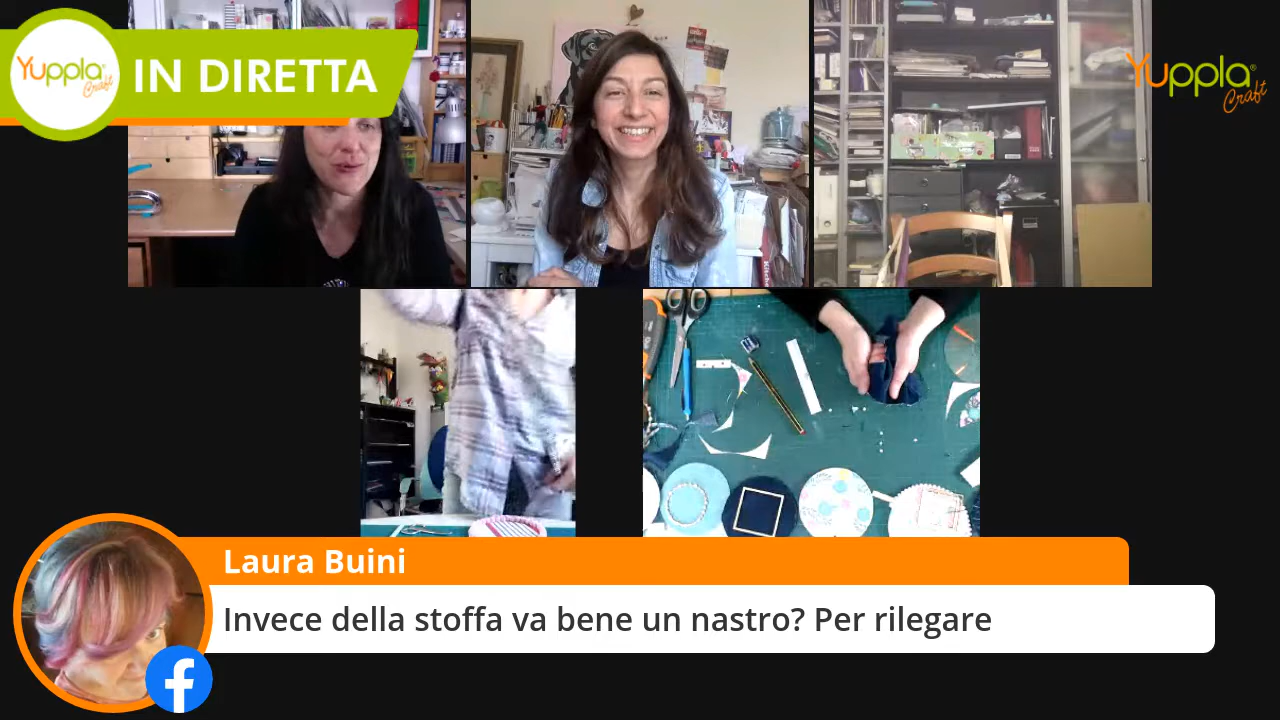 Yuppla® Craft
IN DIRETTA
Yuppla® Craft
Laura Buini
Invece della stoffa va bene un nastro? Per rilegare